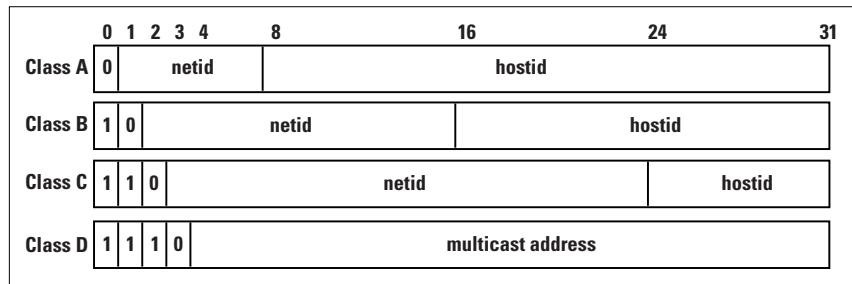 0 1 2 3 4 8 16 24 31
Class A 0 netid hostid
Class B 1 0 netid hostid
Class C 1 1 0 netid hostid
Class D 1 1 1 0 multicast address